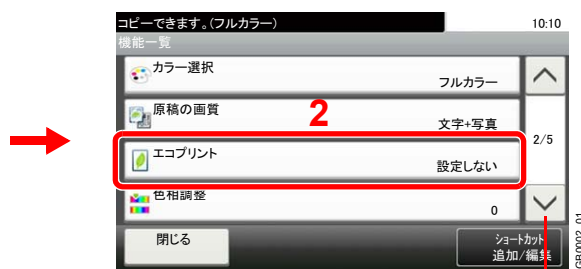 コピーできます。(フルカラー)
10:10
機能一覧
カラー選択
フルカラー
原稿の画質
2
文字+写真
2/5
エコプリント
設定しない
色相調整
0
閉じる
ショートカット
追加/編集
GB0002_01